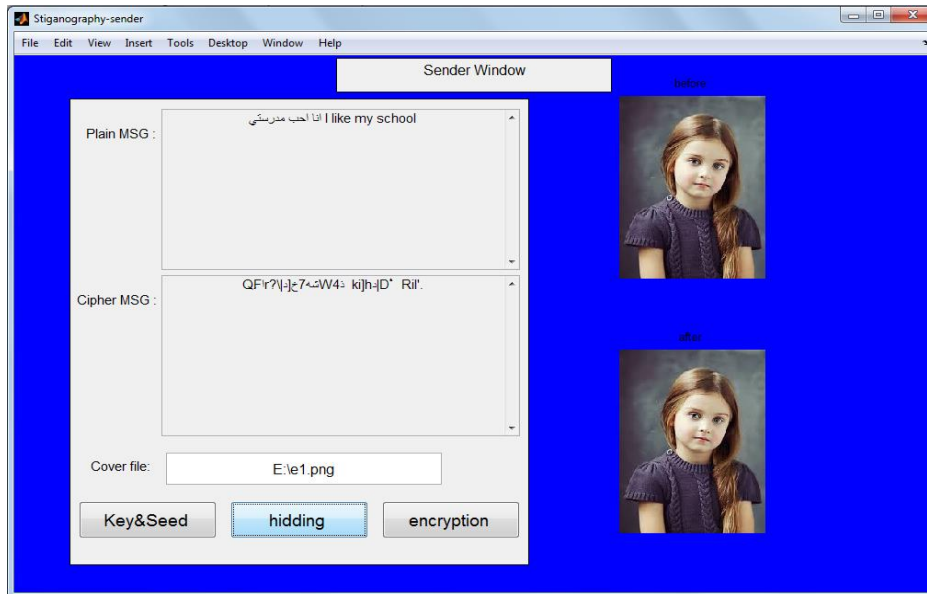 Stiganography-sender
File Edit View Insert Tools Desktop Window Help
Sender Window
before
Plain MSG :
انا احب مدرستي I like my school
Cipher MSG :
Cover file:
E:\e1.png
Key&Seed
hidding
encryption
after